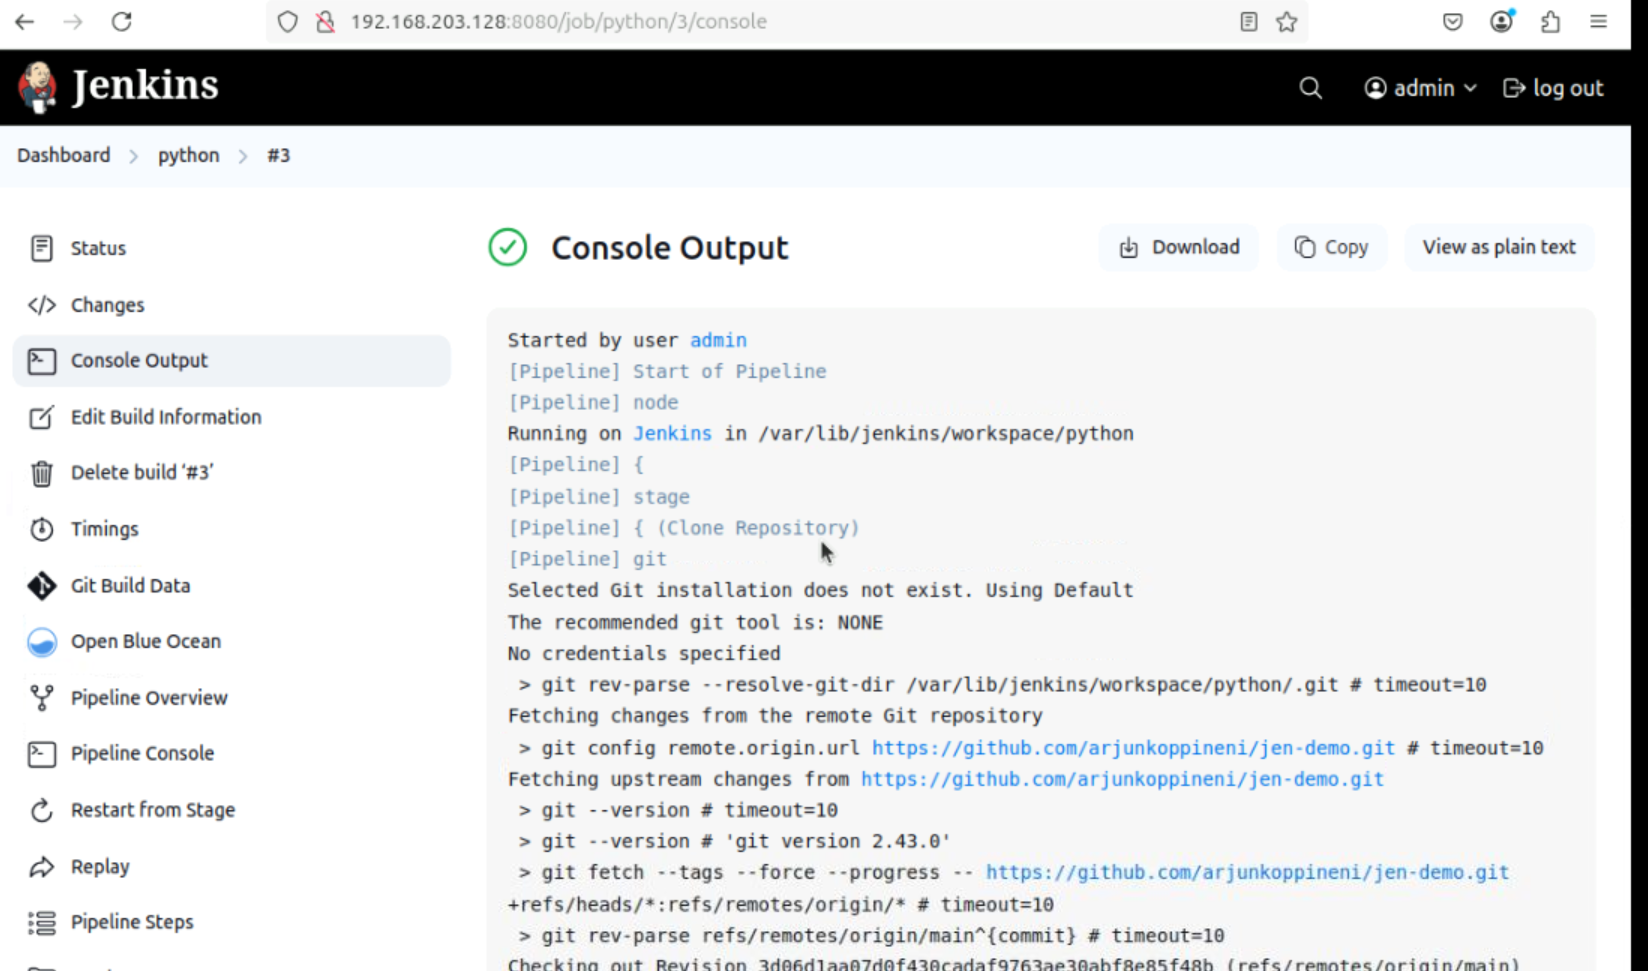 192.168.203.128:8080/job/python/3/console
Jenkins
admin
log out
Dashboard > python > #3
Status
Changes
Console Output
Edit Build Information
Delete build ‘#3’
Timings
Git Build Data
Open Blue Ocean
Pipeline Overview
Pipeline Console
Restart from Stage
Replay
Pipeline Steps
Console Output
Download
Copy
View as plain text
Started by user admin
[Pipeline] Start of Pipeline
[Pipeline] node
Running on Jenkins in /var/lib/jenkins/workspace/python
[Pipeline] {
[Pipeline] stage
[Pipeline] { (Clone Repository)
[Pipeline] git
Selected Git installation does not exist. Using Default
The recommended git tool is: NONE
No credentials specified
> git rev-parse --resolve-git-dir /var/lib/jenkins/workspace/python/.git # timeout=10
Fetching changes from the remote Git repository
> git config remote.origin.url https://github.com/arjunkoppineni/jen-demo.git # timeout=10
Fetching upstream changes from https://github.com/arjunkoppineni/jen-demo.git
> git --version # timeout=10
> git --version # 'git version 2.43.0'
> git fetch --tags --force --progress -- https://github.com/arjunkoppineni/jen-demo.git
+refs/heads/*:refs/remotes/origin/* # timeout=10
> git rev-parse refs/remotes/origin/main^{commit} # timeout=10
Checking out Revision 3d06d1aa07d0f430cadaf9763ae30abf8e85f48b (refs/remotes/origin/main)